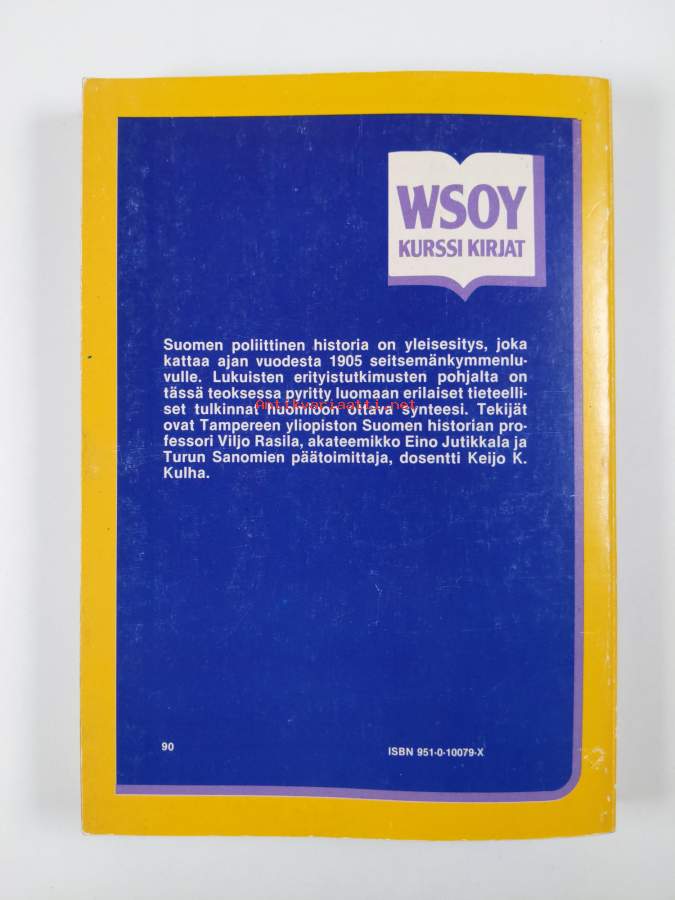 WSOY
KURSSI KIRJAT
Suomen poliittinen historia on yleisesitys, joka
kattaa ajan vuodesta 1905 seitsemänkymmenlu-
vulle. Lukuisten erityistutkimusten pohjalta on
tässä teoksessa pyritty luomaan erilaiset tieteelli-
set tulkinnat huomioon ottava synteesi. Tekijät
Antikvariaatti.net
ovat Tampereen yliopiston Suomen historian pro-
fessori Viljo Rasila, akateemikko Eino Jutikkala ja
Turun Sanomien päätoimittaja, dosentti Keijo K.
Kulha.
90
ISBN 951-0-10079-X